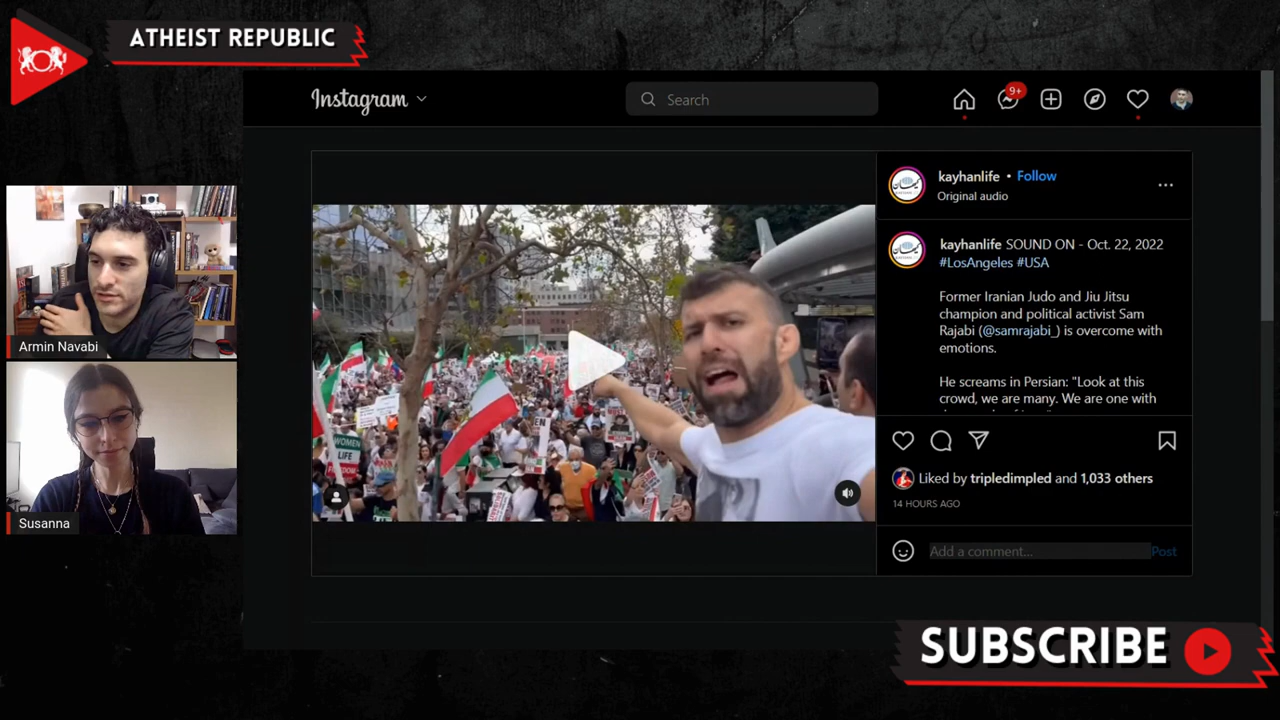 ATHEIST REPUBLIC
Instagram
Search
9+
kayhanlife • Follow
Original audio
kayhanlife SOUND ON - Oct. 22, 2022
#LosAngeles #USA
Former Iranian Judo and Jiu Jitsu
champion and political activist Sam
Rajabi (@samrajabi_) is overcome with
emotions.
He screams in Persian: "Look at this
crowd, we are many. We are one with
Liked by tripledimpled and 1,033 others
14 HOURS AGO
Add a comment...
Post
Armin Navabi
Susanna
WOMEN
LIFE
FREEDOM
SUBSCRIBE